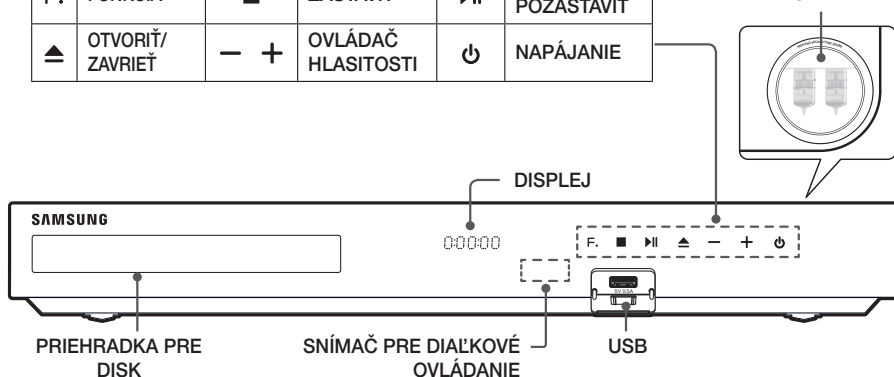 POZASTAVIŤ
OTVORIŤ/
ZAVRIEŤ
OVLÁDAČ
HLASITOSTI
NAPÁJANIE
DISPLEJ
SAMSUNG
0:00:00
F.
5V 0.5A
PRIEHRADKA PRE
DISK
SNÍMAČ PRE DIAĽKOVÉ
OVLÁDANIE
USB